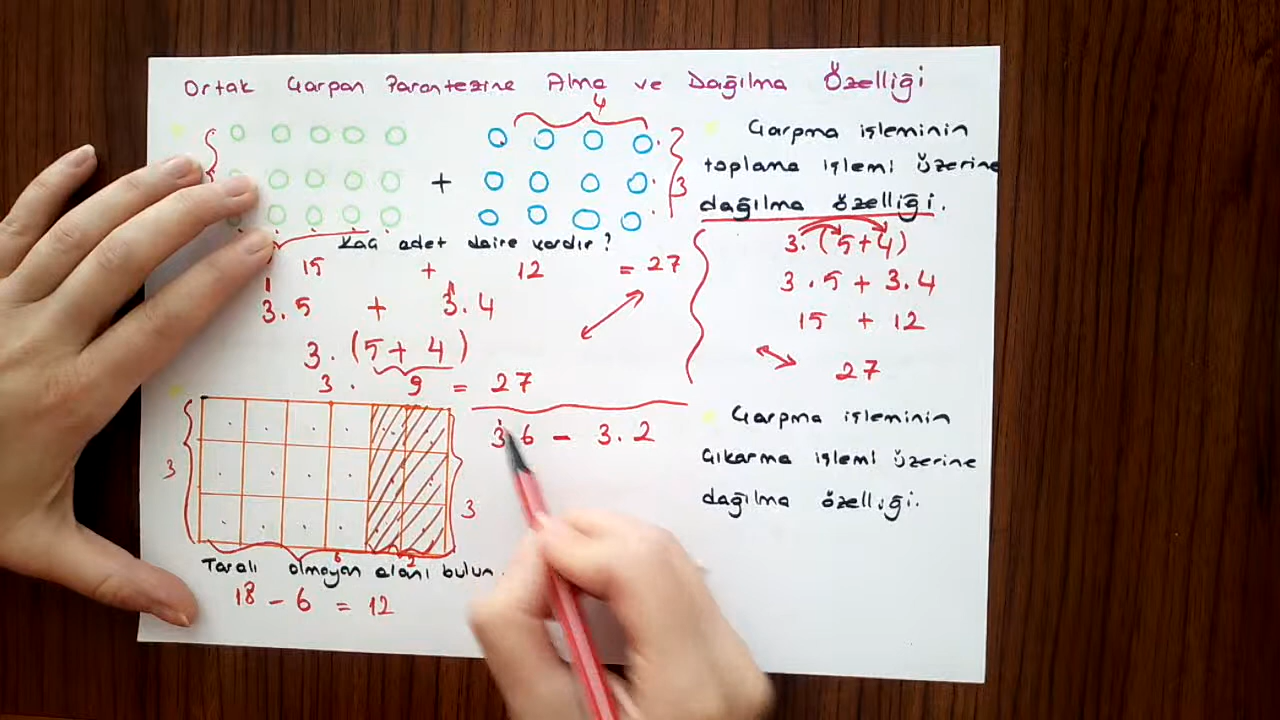 Ortak Çarpan Parantezine Alma ve Dağılma Özelliği
4
+
3
Kaç adet daire vardır?
15 + 12 = 27
3.5 + 3.4
3.(5+4)
3. 9 = 27
Çarpma işleminin
toplama işlemi üzerine
dağılma özelliği.
3.(5+4)
3.5 + 3.4
15 + 12
27
3
3
6
2
Taralı olmayan alanı bulun.
18 - 6 = 12
3.6 - 3.2
Çarpma işleminin
çıkarma işlemi üzerine
dağılma özelliği.